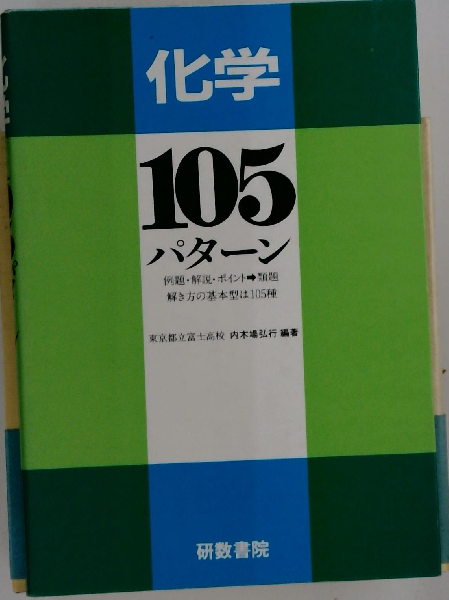 化学
105
パターン
例題・解説・ポイント➡類題
解き方の基本型は105種
東京都立富士高校 内木場弘行 編著
研数書院
化学